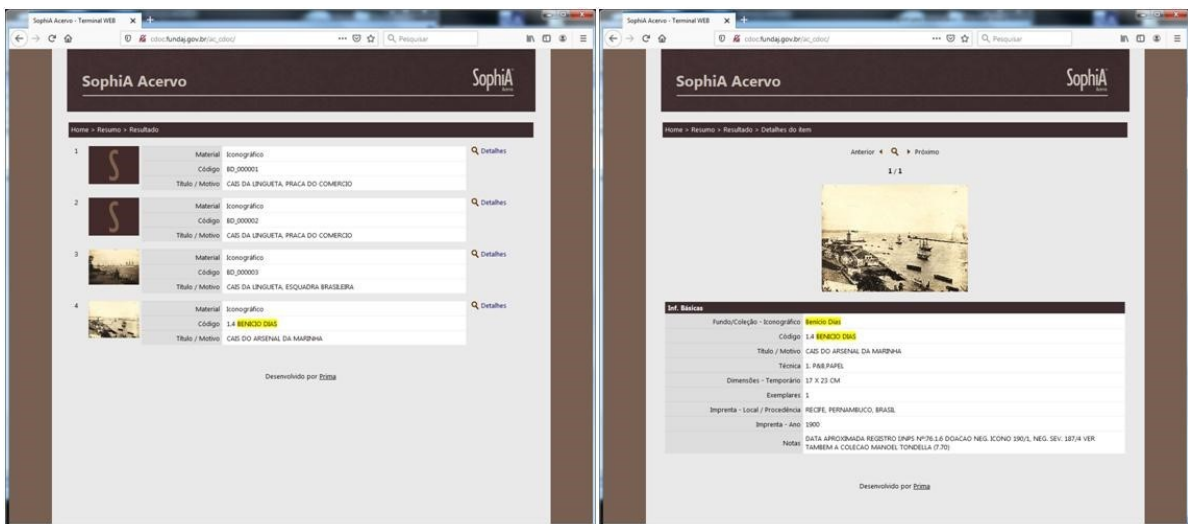 SophiA Acervo - Terminal WEB
cdoc.fundaj.gov.br/ac_cdoc/
Pesquisar
SophiA Acervo
SophiA
Acervo
Home > Resumo > Resultado
1
Material Iconográfico
Código BD_000001
Título / Motivo CAIS DA LINGUETA, PRACA DO COMERCIO
Detalhes
2
Material Iconográfico
Código BD_000002
Título / Motivo CAIS DA LINGUETA, PRACA DO COMERCIO
Detalhes
3
Material Iconográfico
Código BD_000003
Título / Motivo CAIS DA LINGUETA, ESQUADRA BRASILEIRA
Detalhes
4
Material Iconográfico
Código 1.4 BENICIO DIAS
Título / Motivo CAIS DO ARSENAL DA MARINHA
Detalhes
Desenvolvido por Prima
SophiA Acervo - Terminal WEB
cdoc.fundaj.gov.br/ac_cdoc/
Pesquisar
SophiA Acervo
SophiA
Acervo
Home > Resumo > Resultado > Detalhes do item
Anterior Próximo
1 / 1
Inf. Básicas
Fundo/Coleção - Iconográfico Benicio Dias
Código 1.4 BENICIO DIAS
Título / Motivo CAIS DO ARSENAL DA MARINHA
Técnica 1. P&B,PAPEL
Dimensões - Temporário 17 X 23 CM
Exemplares 1
Imprenta - Local / Procedência RECIFE, PERNAMBUCO, BRASIL
Imprenta - Ano 1900
Notas DATA APROXIMADA REGISTRO DNPS Nº:76.1.6 DOACAO NEG. ICONO 190/1, NEG. SEV. 187/4 VER
TAMBEM A COLECAO MANOEL TONDELLA (7.70)
Desenvolvido por Prima